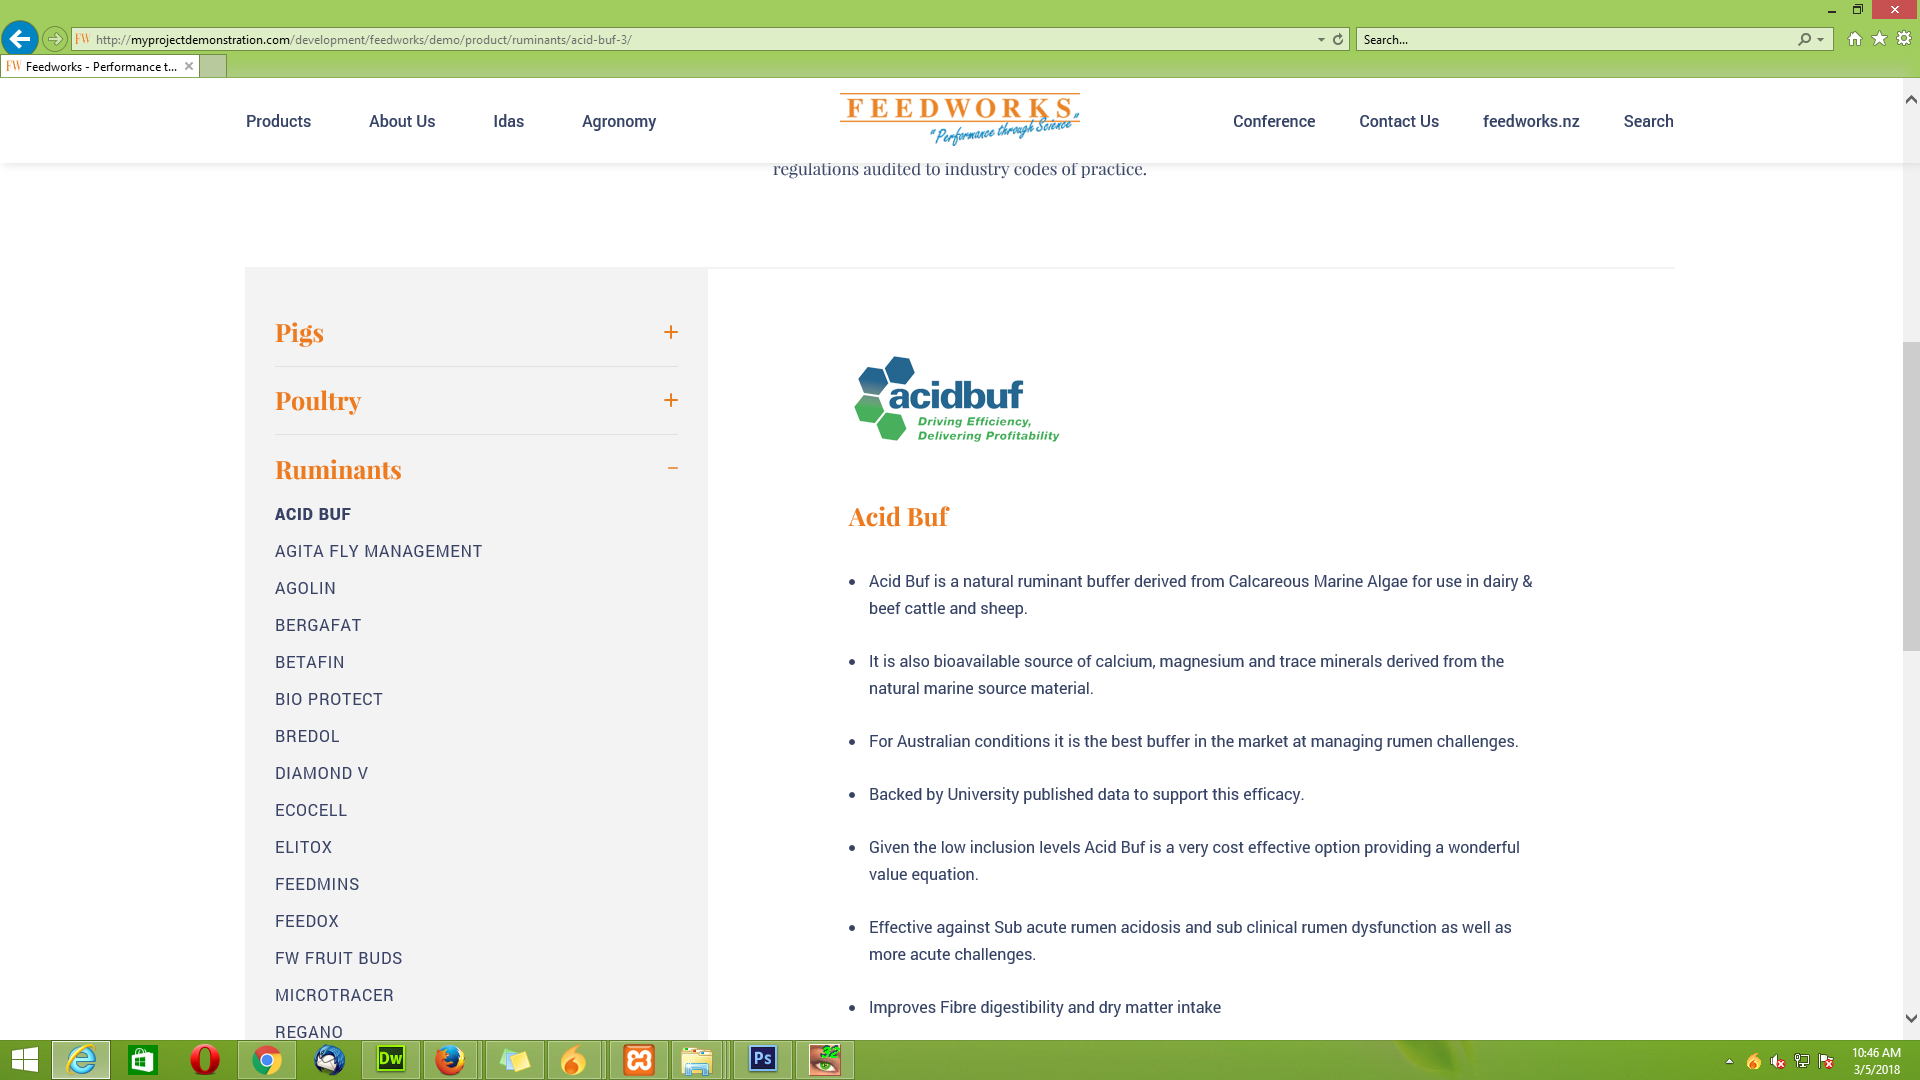 http://myprojectdemonstration.com/development/feedworks/demo/product/ruminants/acid-buf-3/
Search...
FW Feedworks - Performance t...
Products About Us Idas Agronomy
FEEDWORKS
"Performance through Science"
Conference Contact Us feedworks.nz Search
regulations audited to industry codes of practice.
Pigs +
Poultry +
Ruminants −
ACID BUF
AGITA FLY MANAGEMENT
AGOLIN
BERGAFAT
BETAFIN
BIO PROTECT
BREDOL
DIAMOND V
ECOCELL
ELITOX
FEEDMINS
FEEDOX
FW FRUIT BUDS
MICROTRACER
REGANO
acidbuf
Driving Efficiency,
Delivering Profitability
Acid Buf
• Acid Buf is a natural ruminant buffer derived from Calcareous Marine Algae for use in dairy &
beef cattle and sheep.
• It is also bioavailable source of calcium, magnesium and trace minerals derived from the
natural marine source material.
• For Australian conditions it is the best buffer in the market at managing rumen challenges.
• Backed by University published data to support this efficacy.
• Given the low inclusion levels Acid Buf is a very cost effective option providing a wonderful
value equation.
• Effective against Sub acute rumen acidosis and sub clinical rumen dysfunction as well as
more acute challenges.
• Improves Fibre digestibility and dry matter intake
Dw
Ps
32
10:46 AM
3/5/2018